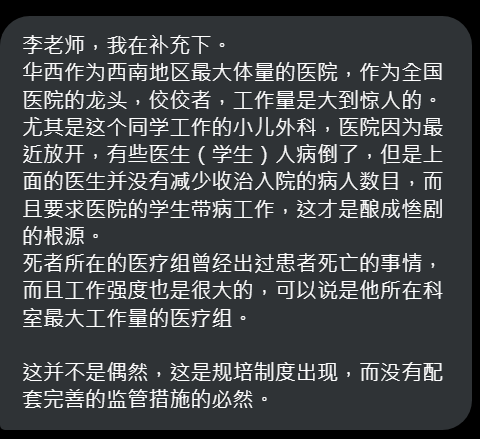 李老师，我在补充下。
华西作为西南地区最大体量的医院，作为全国
医院的龙头，佼佼者，工作量是大到惊人的。
尤其是这个同学工作的小儿外科，医院因为最
近放开，有些医生（学生）人病倒了，但是上
面的医生并没有减少收治入院的病人数目，而
且要求医院的学生带病工作，这才是酿成惨剧
的根源。
死者所在的医疗组曾经出过患者死亡的事情，
而且工作强度也是很大的，可以说是他所在科
室最大工作量的医疗组。
这并不是偶然，这是规培制度出现，而没有配
套完善的监管措施的必然。